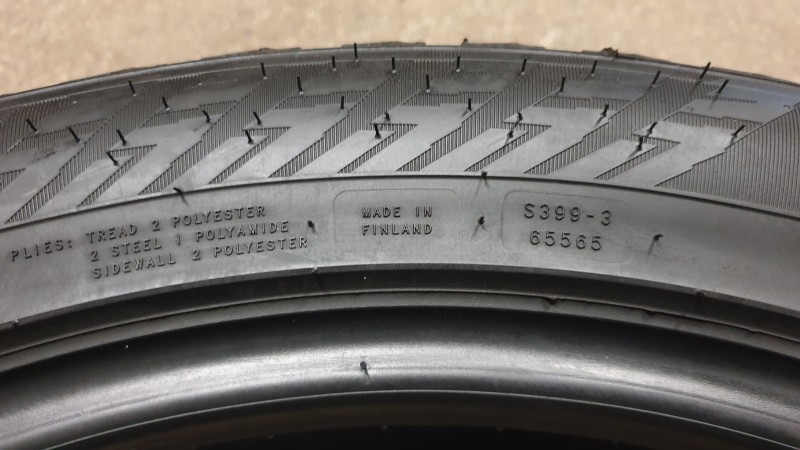 PLIES: TREAD 2 POLYESTER
2 STEEL 1 POLYAMIDE
SIDEWALL 2 POLYESTER
MADE IN
FINLAND
S399-3
65565